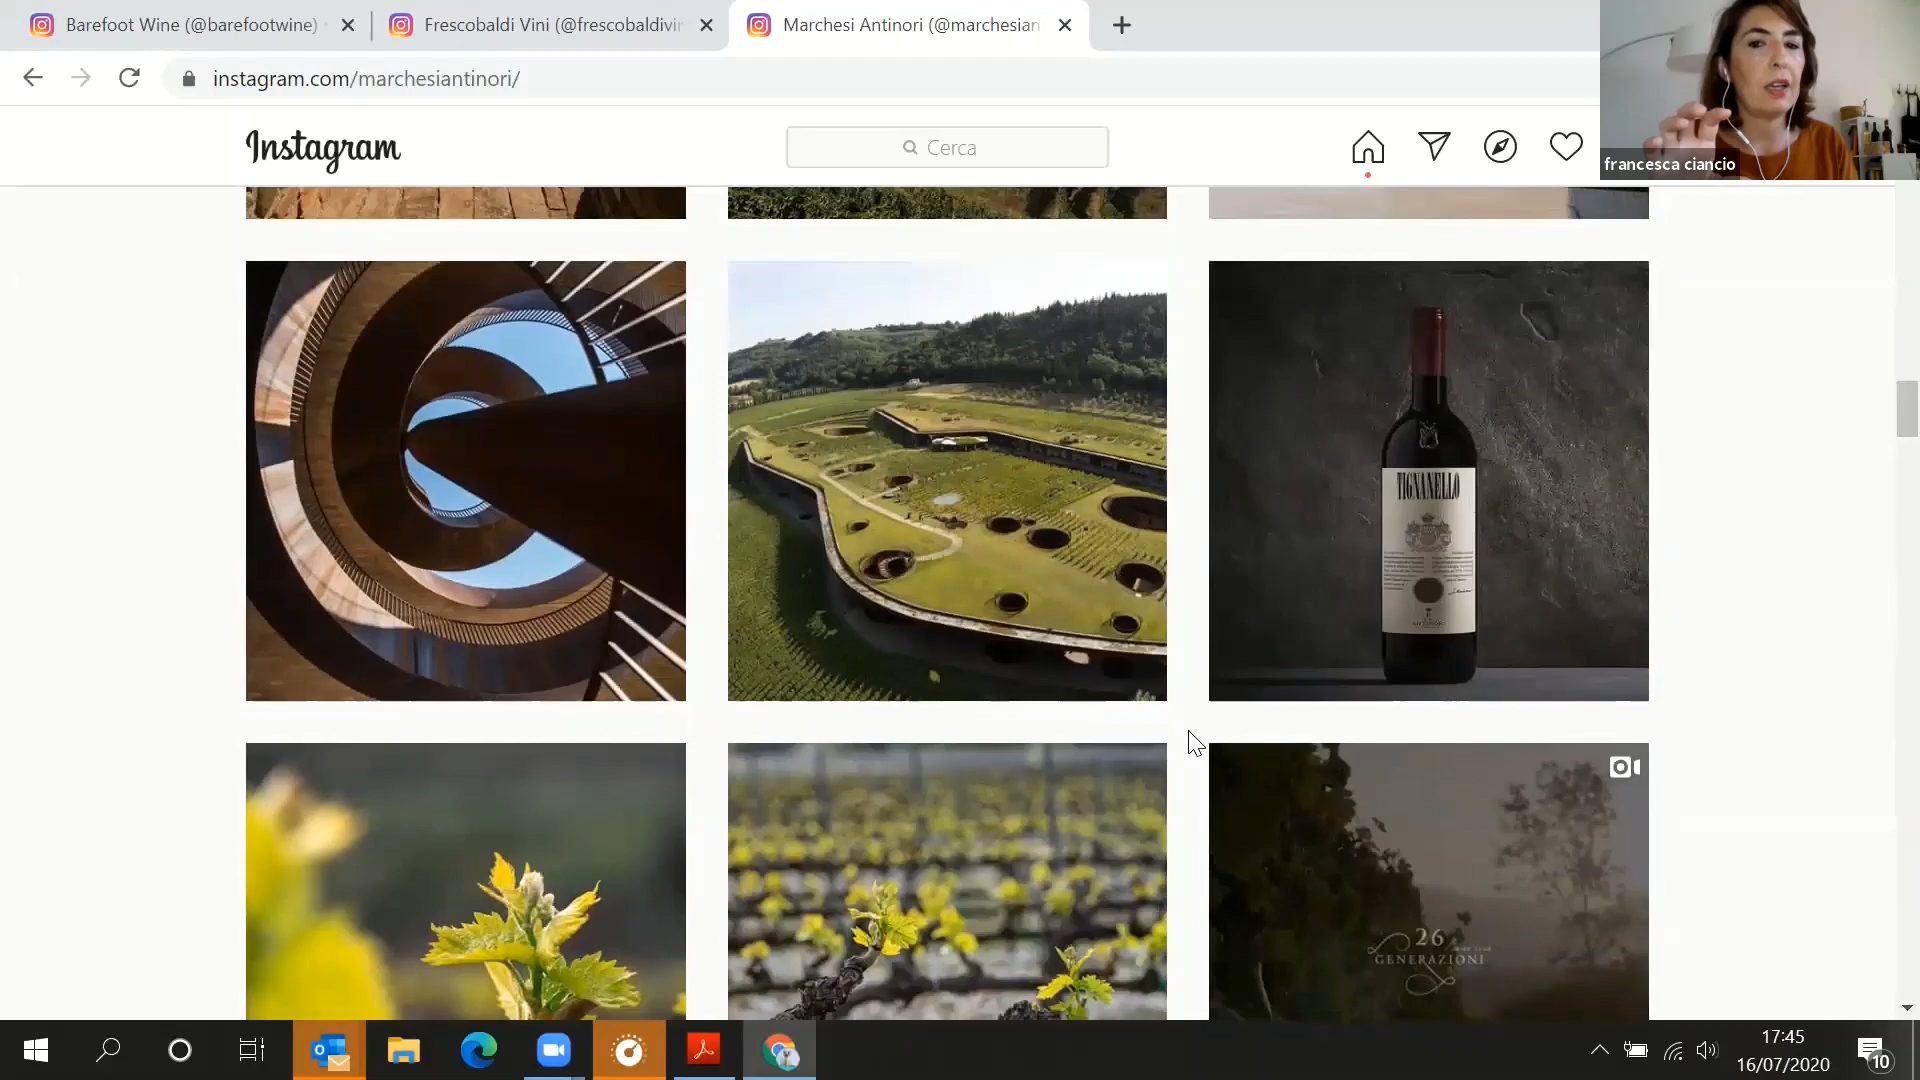 Barefoot Wine (@barefootwine)
Frescobaldi Vini (@frescobaldivin
Marchesi Antinori (@marchesian
instagram.com/marchesiantinori/
Instagram
Cerca
francesca ciancio
TIGNANELLO
26
GENERAZIONI
17:45
16/07/2020
10